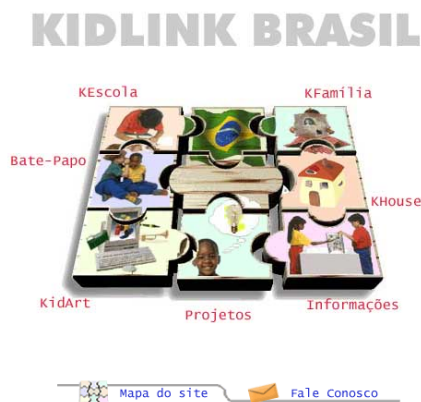 KIDLINK BRASIL
KEscola
KFamília
Bate-Papo
KHouse
KidArt
Projetos
Informações
Mapa do site
Fale Conosco